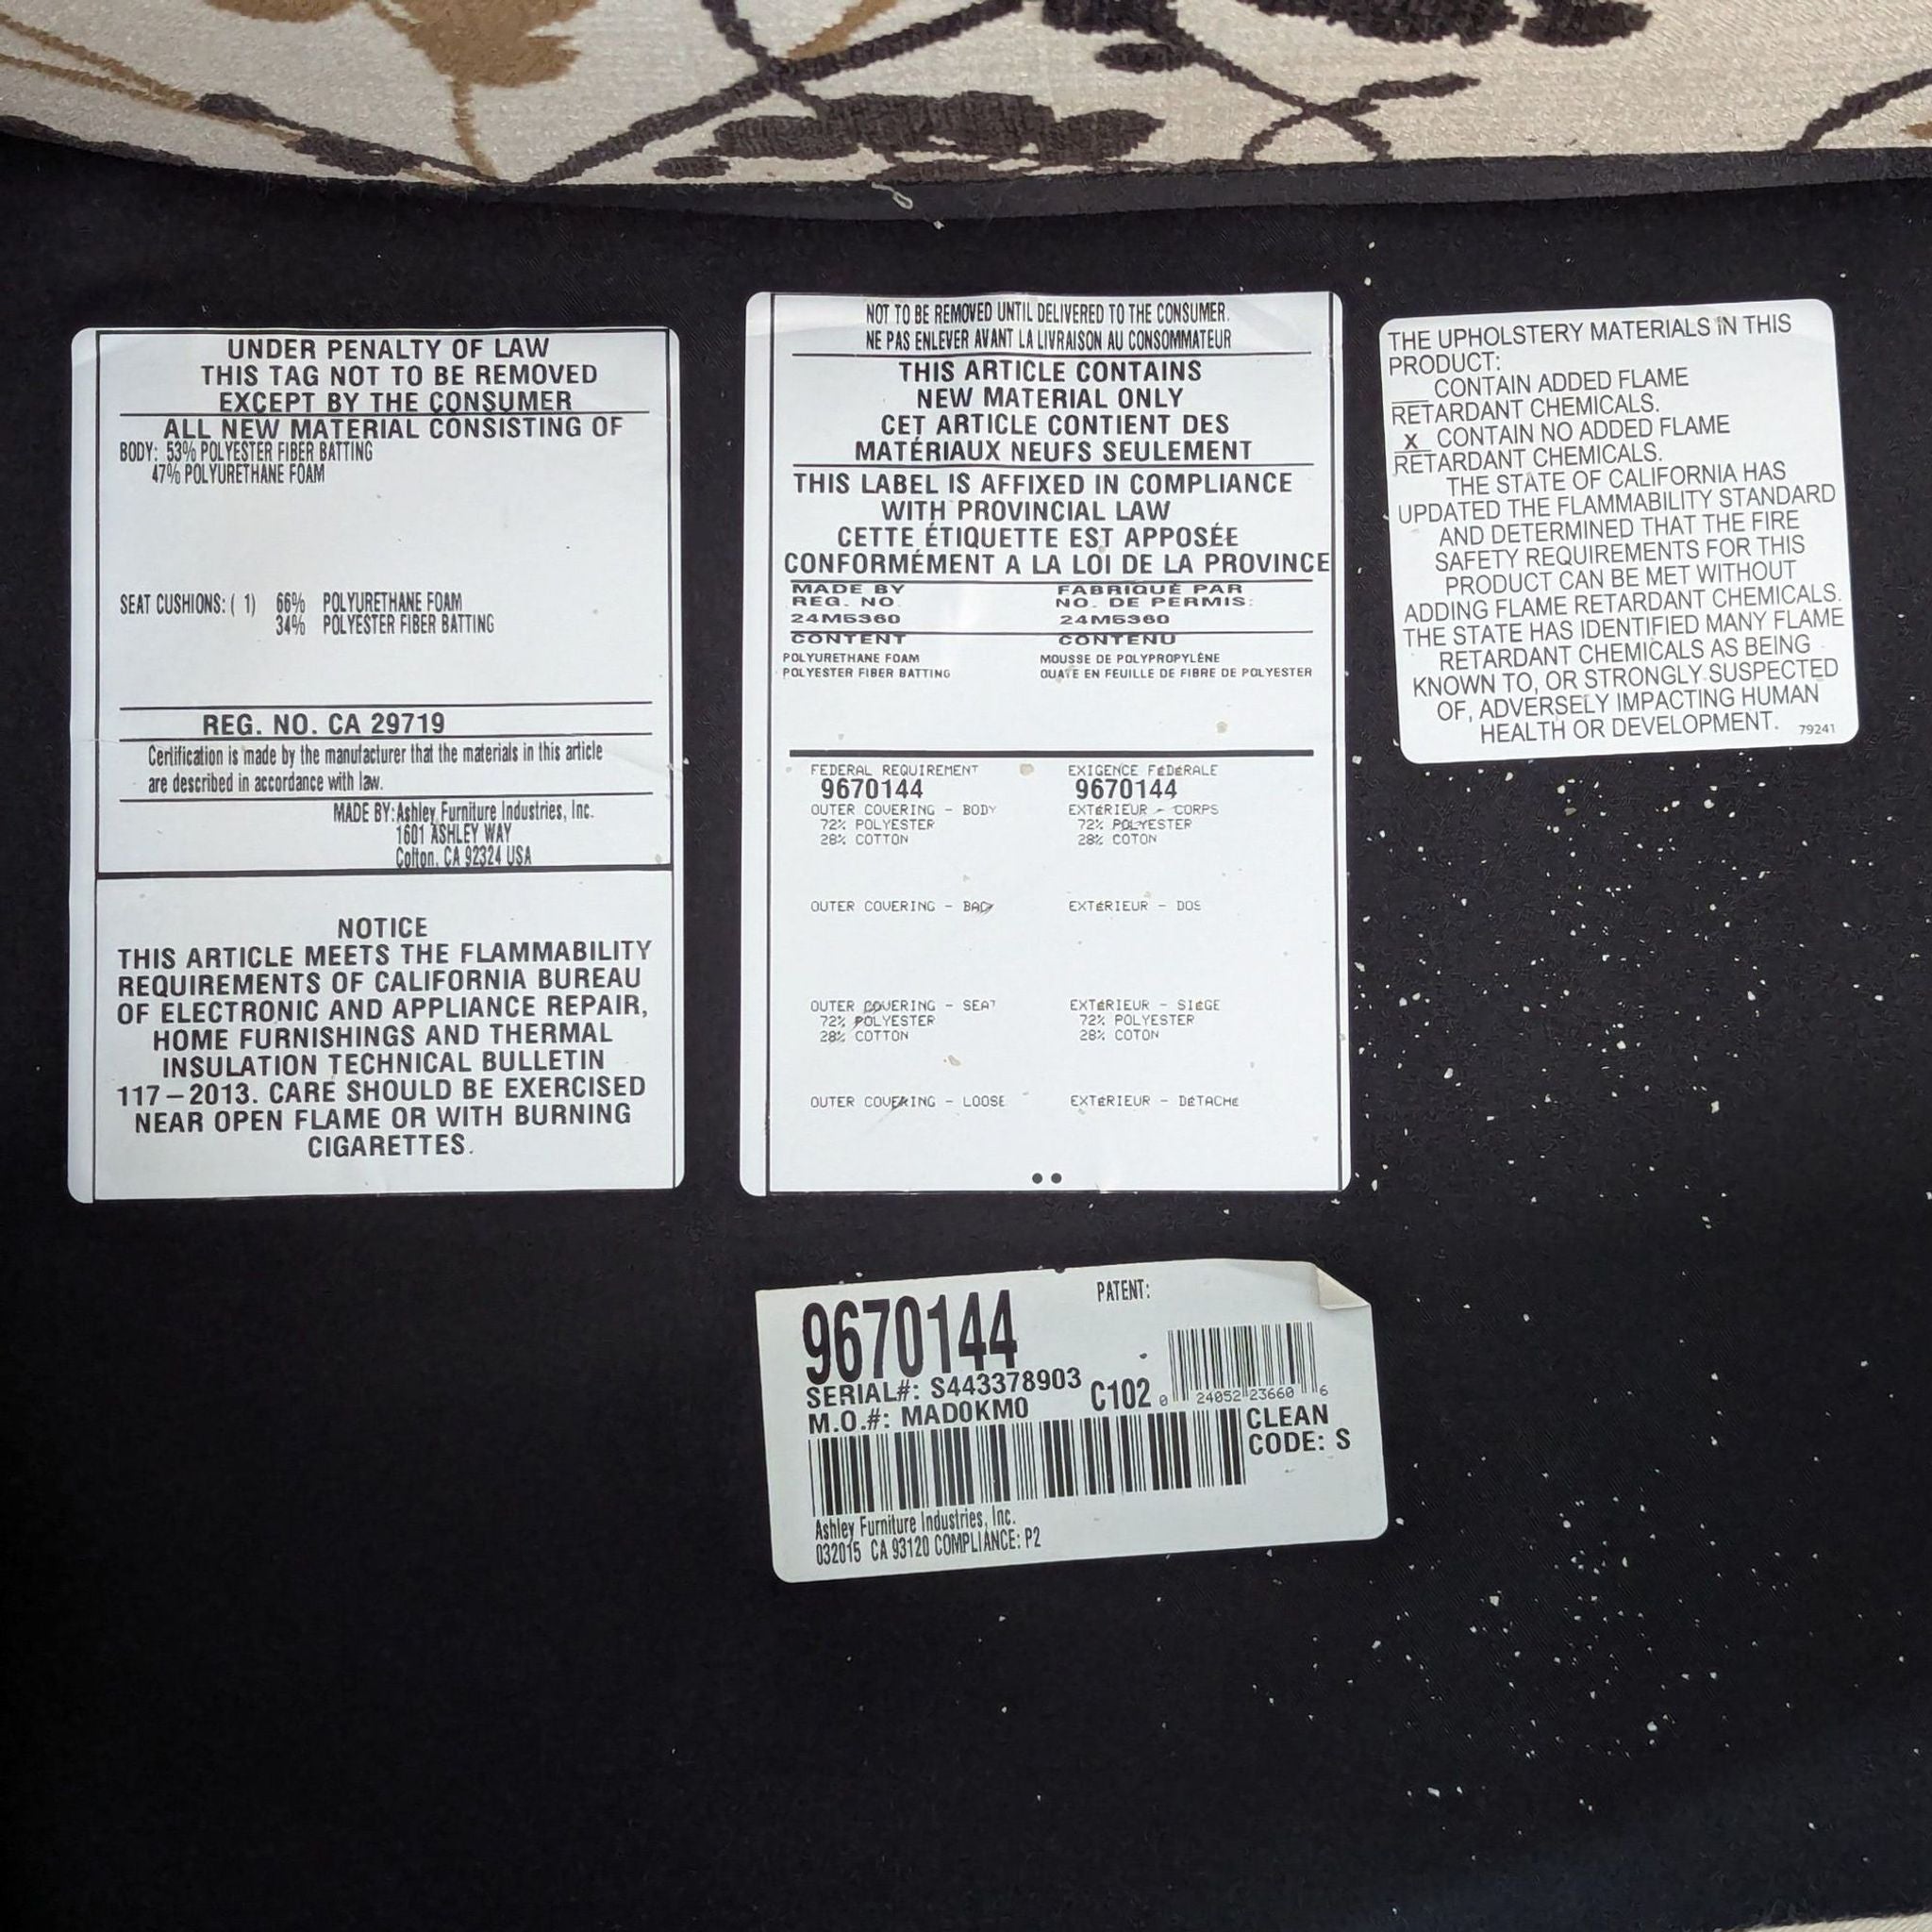 UNDER PENALTY OF LAW
THIS TAG NOT TO BE REMOVED
EXCEPT BY THE CONSUMER
ALL NEW MATERIAL CONSISTING OF
BODY: 53% POLYESTER FIBER BATTING
47% POLYURETHANE FOAM
SEAT CUSHIONS: ( 1) 66% POLYURETHANE FOAM
34% POLYESTER FIBER BATTING
REG. NO. CA 29719
Certification is made by the manufacturer that the materials in this article
are described in accordance with law.
MADE BY:Ashley Furniture Industries, Inc.
1601 ASHLEY WAY
Colton, CA 92324 USA
NOTICE
THIS ARTICLE MEETS THE FLAMMABILITY
REQUIREMENTS OF CALIFORNIA BUREAU
OF ELECTRONIC AND APPLIANCE REPAIR,
HOME FURNISHINGS AND THERMAL
INSULATION TECHNICAL BULLETIN
117–2013. CARE SHOULD BE EXERCISED
NEAR OPEN FLAME OR WITH BURNING
CIGARETTES.
NOT TO BE REMOVED UNTIL DELIVERED TO THE CONSUMER.
NE PAS ENLEVER AVANT LA LIVRAISON AU CONSOMMATEUR
THIS ARTICLE CONTAINS
NEW MATERIAL ONLY
CET ARTICLE CONTIENT DES
MATÉRIAUX NEUFS SEULEMENT
THIS LABEL IS AFFIXED IN COMPLIANCE
WITH PROVINCIAL LAW
CETTE ÉTIQUETTE EST APPOSÉE
CONFORMÉMENT A LA LOI DE LA PROVINCE
MADE BY FABRIQUÉ PAR
REG. NO. NO. DE PERMIS:
24M5360 24M5360
CONTENT CONTENU
POLYURETHANE FOAM MOUSSE DE POLYPROPYLÈNE
POLYESTER FIBER BATTING OUATE EN FEUILLE DE FIBRE DE POLYESTER
FEDERAL REQUIREMENT EXIGENCE FéDéRALE
9670144 9670144
OUTER COVERING - BODY EXTéRIEUR - CORPS
72% POLYESTER 72% POLYESTER
28% COTTON 28% COTON
OUTER COVERING - BACK EXTéRIEUR - DOS
OUTER COVERING - SEAT EXTéRIEUR - SIéGE
72% POLYESTER 72% POLYESTER
28% COTTON 28% COTON
OUTER COVERING - LOOSE EXTéRIEUR - DéTACHé
THE UPHOLSTERY MATERIALS IN THIS
PRODUCT:
___CONTAIN ADDED FLAME
RETARDANT CHEMICALS.
X CONTAIN NO ADDED FLAME
RETARDANT CHEMICALS.
THE STATE OF CALIFORNIA HAS
UPDATED THE FLAMMABILITY STANDARD
AND DETERMINED THAT THE FIRE
SAFETY REQUIREMENTS FOR THIS
PRODUCT CAN BE MET WITHOUT
ADDING FLAME RETARDANT CHEMICALS.
THE STATE HAS IDENTIFIED MANY FLAME
RETARDANT CHEMICALS AS BEING
KNOWN TO, OR STRONGLY SUSPECTED
OF, ADVERSELY IMPACTING HUMAN
HEALTH OR DEVELOPMENT. 79241
9670144 PATENT:
SERIAL#: S443378903
M.O.#: MAD0KM0 C102 0 24052 23660 6
CLEAN
CODE: S
Ashley Furniture Industries, Inc.
032015 CA 93120 COMPLIANCE: P2